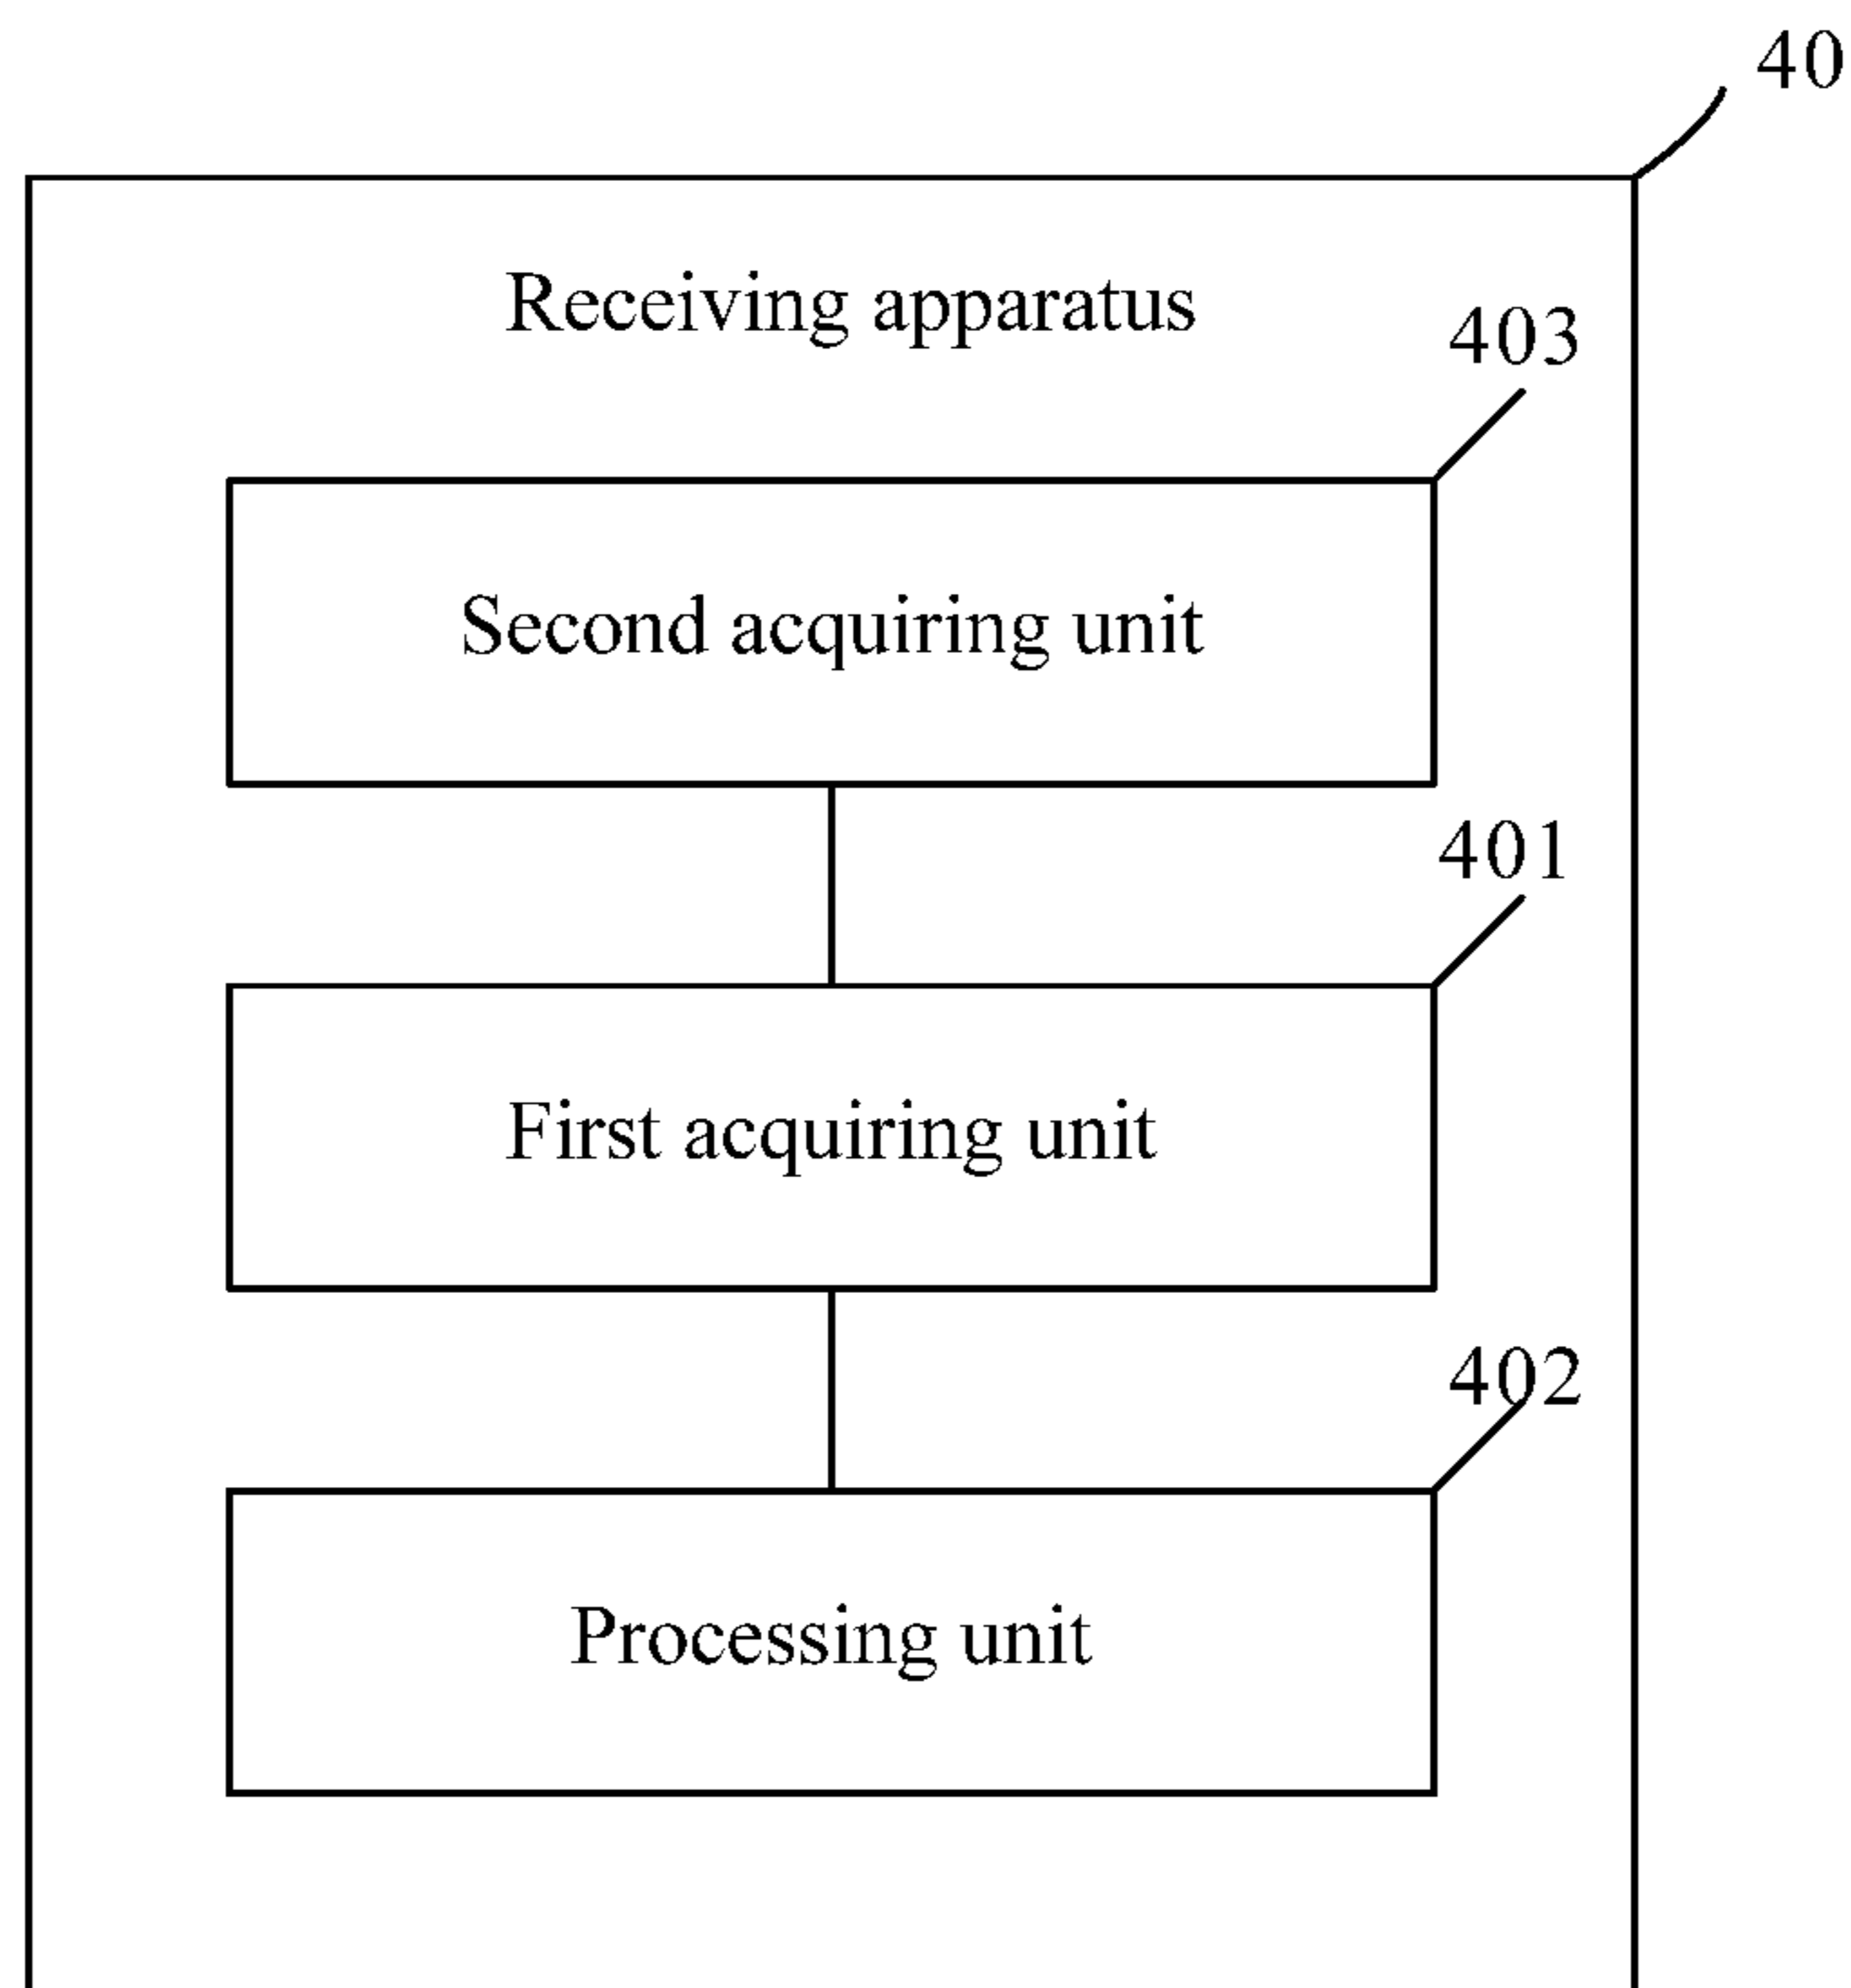 40
Receiving apparatus
403
Second acquiring unit
401
First acquiring unit
402
Processing unit